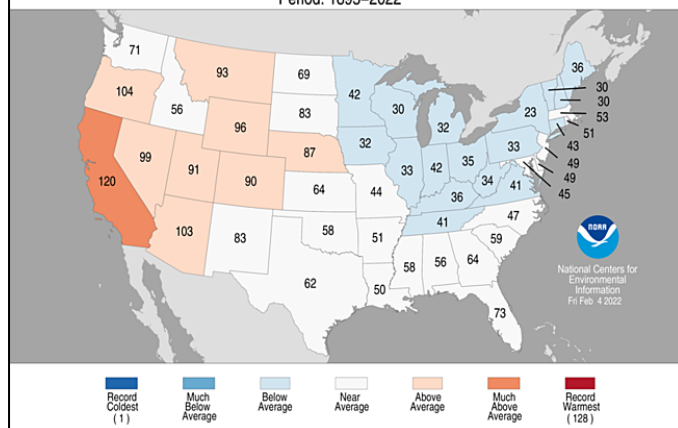 Period: 1895–2022
71
93
69
42
36
104
56
83
30
32
23
30
30
53
51
96
99
91
90
87
32
33
42
35
33
43
49
49
45
120
64
44
36
34
41
103
83
58
51
41
47
59
62
50
58
56
64
73
NOAA
National Centers for
Environmental
Information
Fri Feb 4 2022
Record
Coldest
(1)
Much
Below
Average
Below
Average
Near
Average
Above
Average
Much
Above
Average
Record
Warmest
(128)